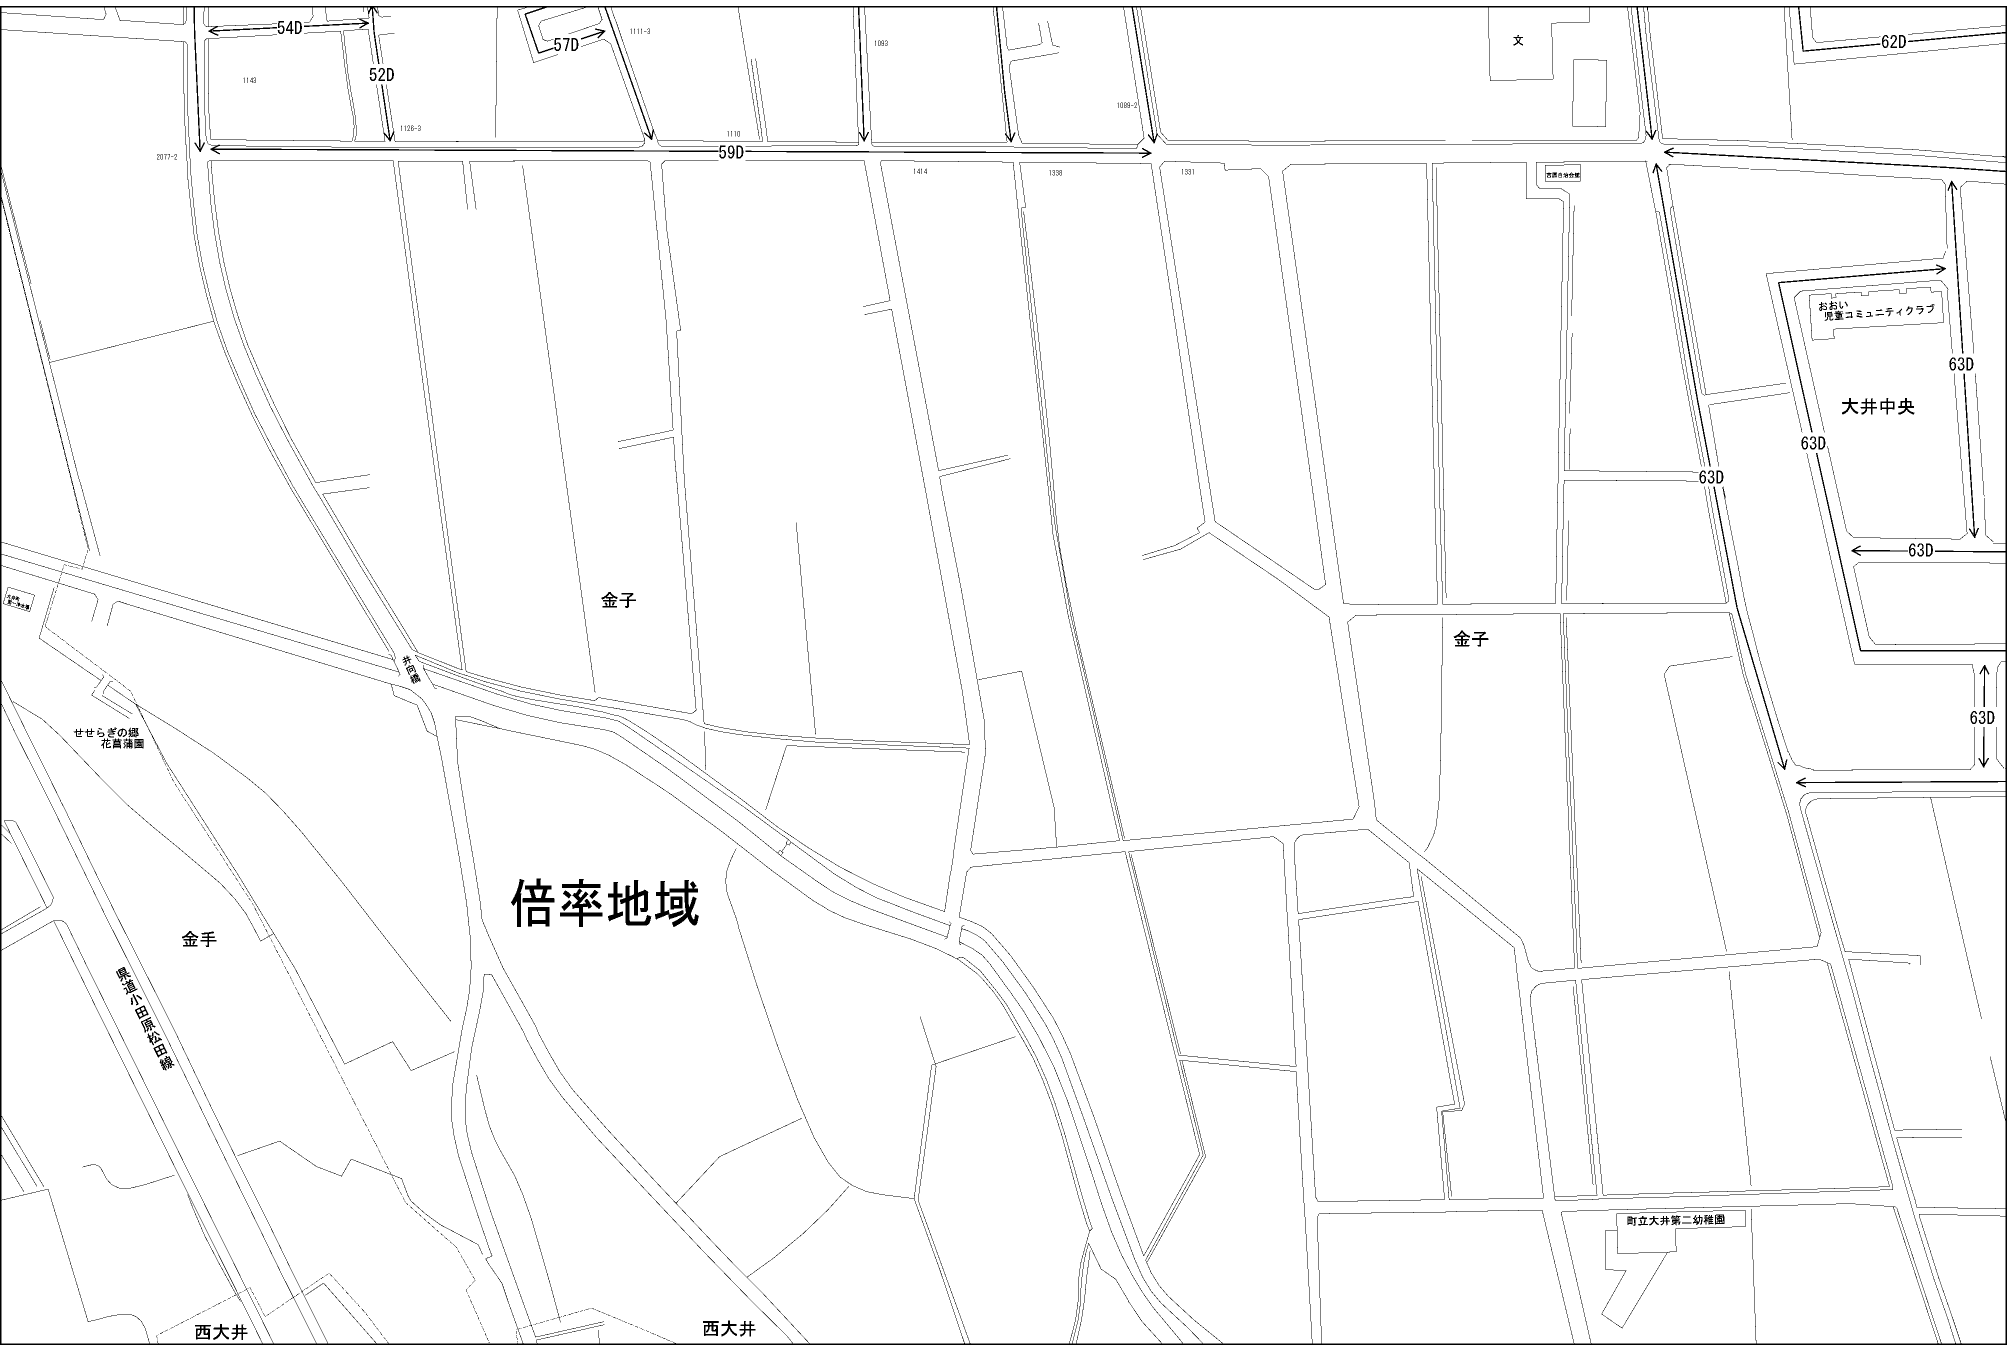 54D
57D
1111-3
1093
文
62D
1143
52D
1126-3
1110
1089-2
2077-2
59D
1414
1338
1331
おおい
児童コミュニティクラブ
63D
大井中央
63D
63D
63D
金子
金子
井向橋
63D
せせらぎの郷
花菖蒲園
倍率地域
金手
県道小田原松田線
町立大井第二幼稚園
西大井
西大井